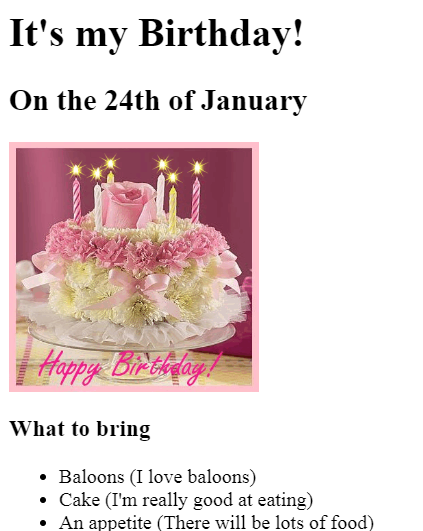 It's my Birthday!
On the 24th of January
Happy Birthday!
What to bring
Baloons (I love baloons)
Cake (I'm really good at eating)
An appetite (There will be lots of food)